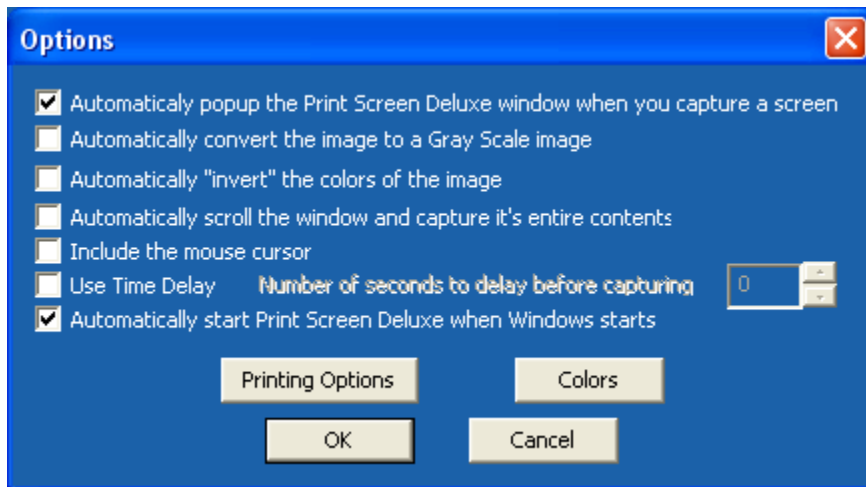 Options
Automaticaly popup the Print Screen Deluxe window when you capture a screen
Automatically convert the image to a Gray Scale image
Automatically "invert" the colors of the image
Automatically scroll the window and capture it's entire contents
Include the mouse cursor
Use Time Delay Number of seconds to delay before capturing 0
Automatically start Print Screen Deluxe when Windows starts
Printing Options Colors
OK Cancel